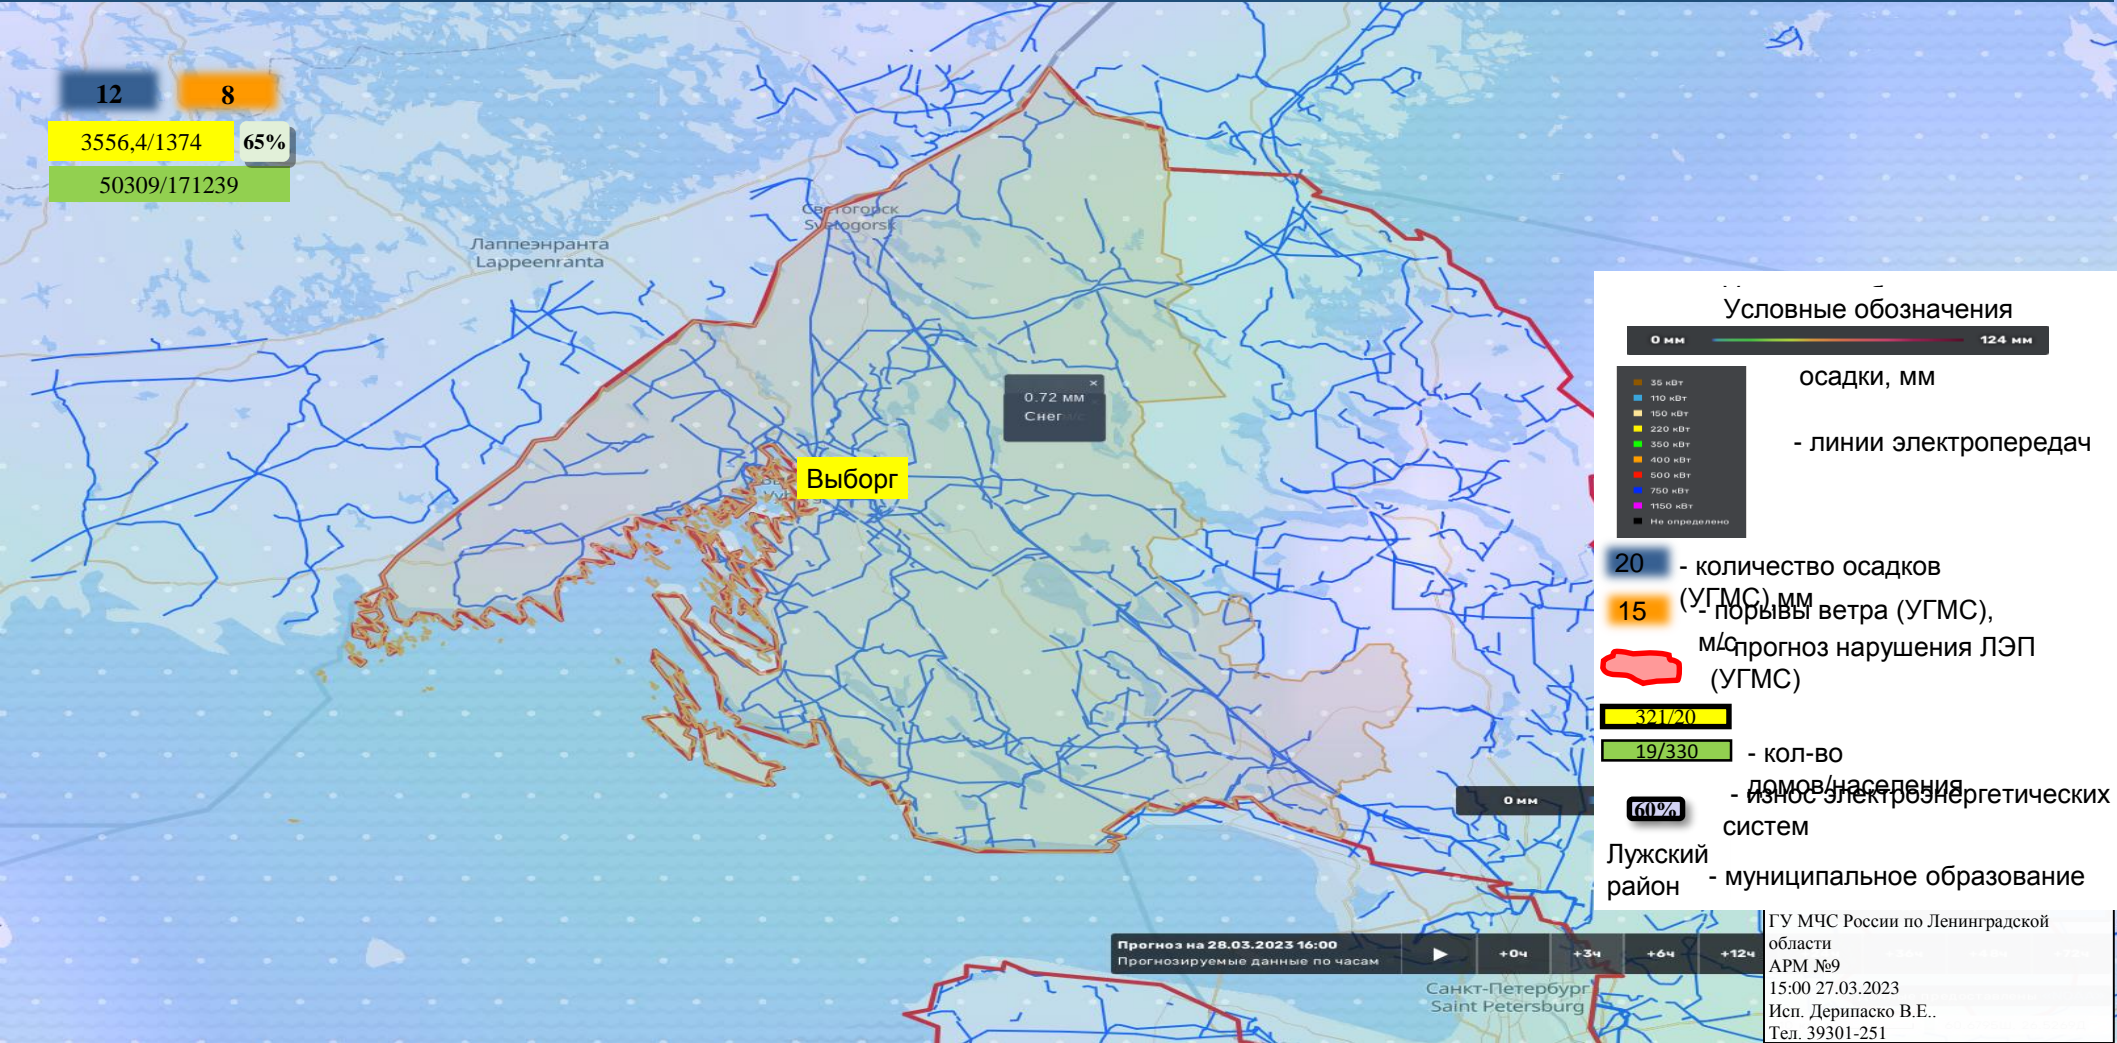 12
8
3556,4/1374
65%
50309/171239
Светогорск
Svetogorsk
Лаппеэнранта
Lappeenranta
0.72 мм
Снег
Выборг
Условные обозначения
0 мм
124 мм
осадки, мм
35 кВт
110 кВт
150 кВт
220 кВт
350 кВт
400 кВт
500 кВт
750 кВт
1150 кВт
Не определено
- линии электропередач
20
- количество осадков
(УГМС),мм
15
- порывы ветра (УГМС),
м/с
- прогноз нарушения ЛЭП
(УГМС)
321/20
19/330
- кол-во
домов/населения
60%
- износ электроэнергетических
систем
Лужский
район
- муниципальное образование
0 мм
Прогноз на 28.03.2023 16:00
Прогнозируемые данные по часам
+0ч
+3ч
+6ч
+12ч
Санкт-Петербург
Saint Petersburg
ГУ МЧС России по Ленинградской
области
АРМ №9
15:00 27.03.2023
Исп. Дерипаско В.Е..
Тел. 39301-251